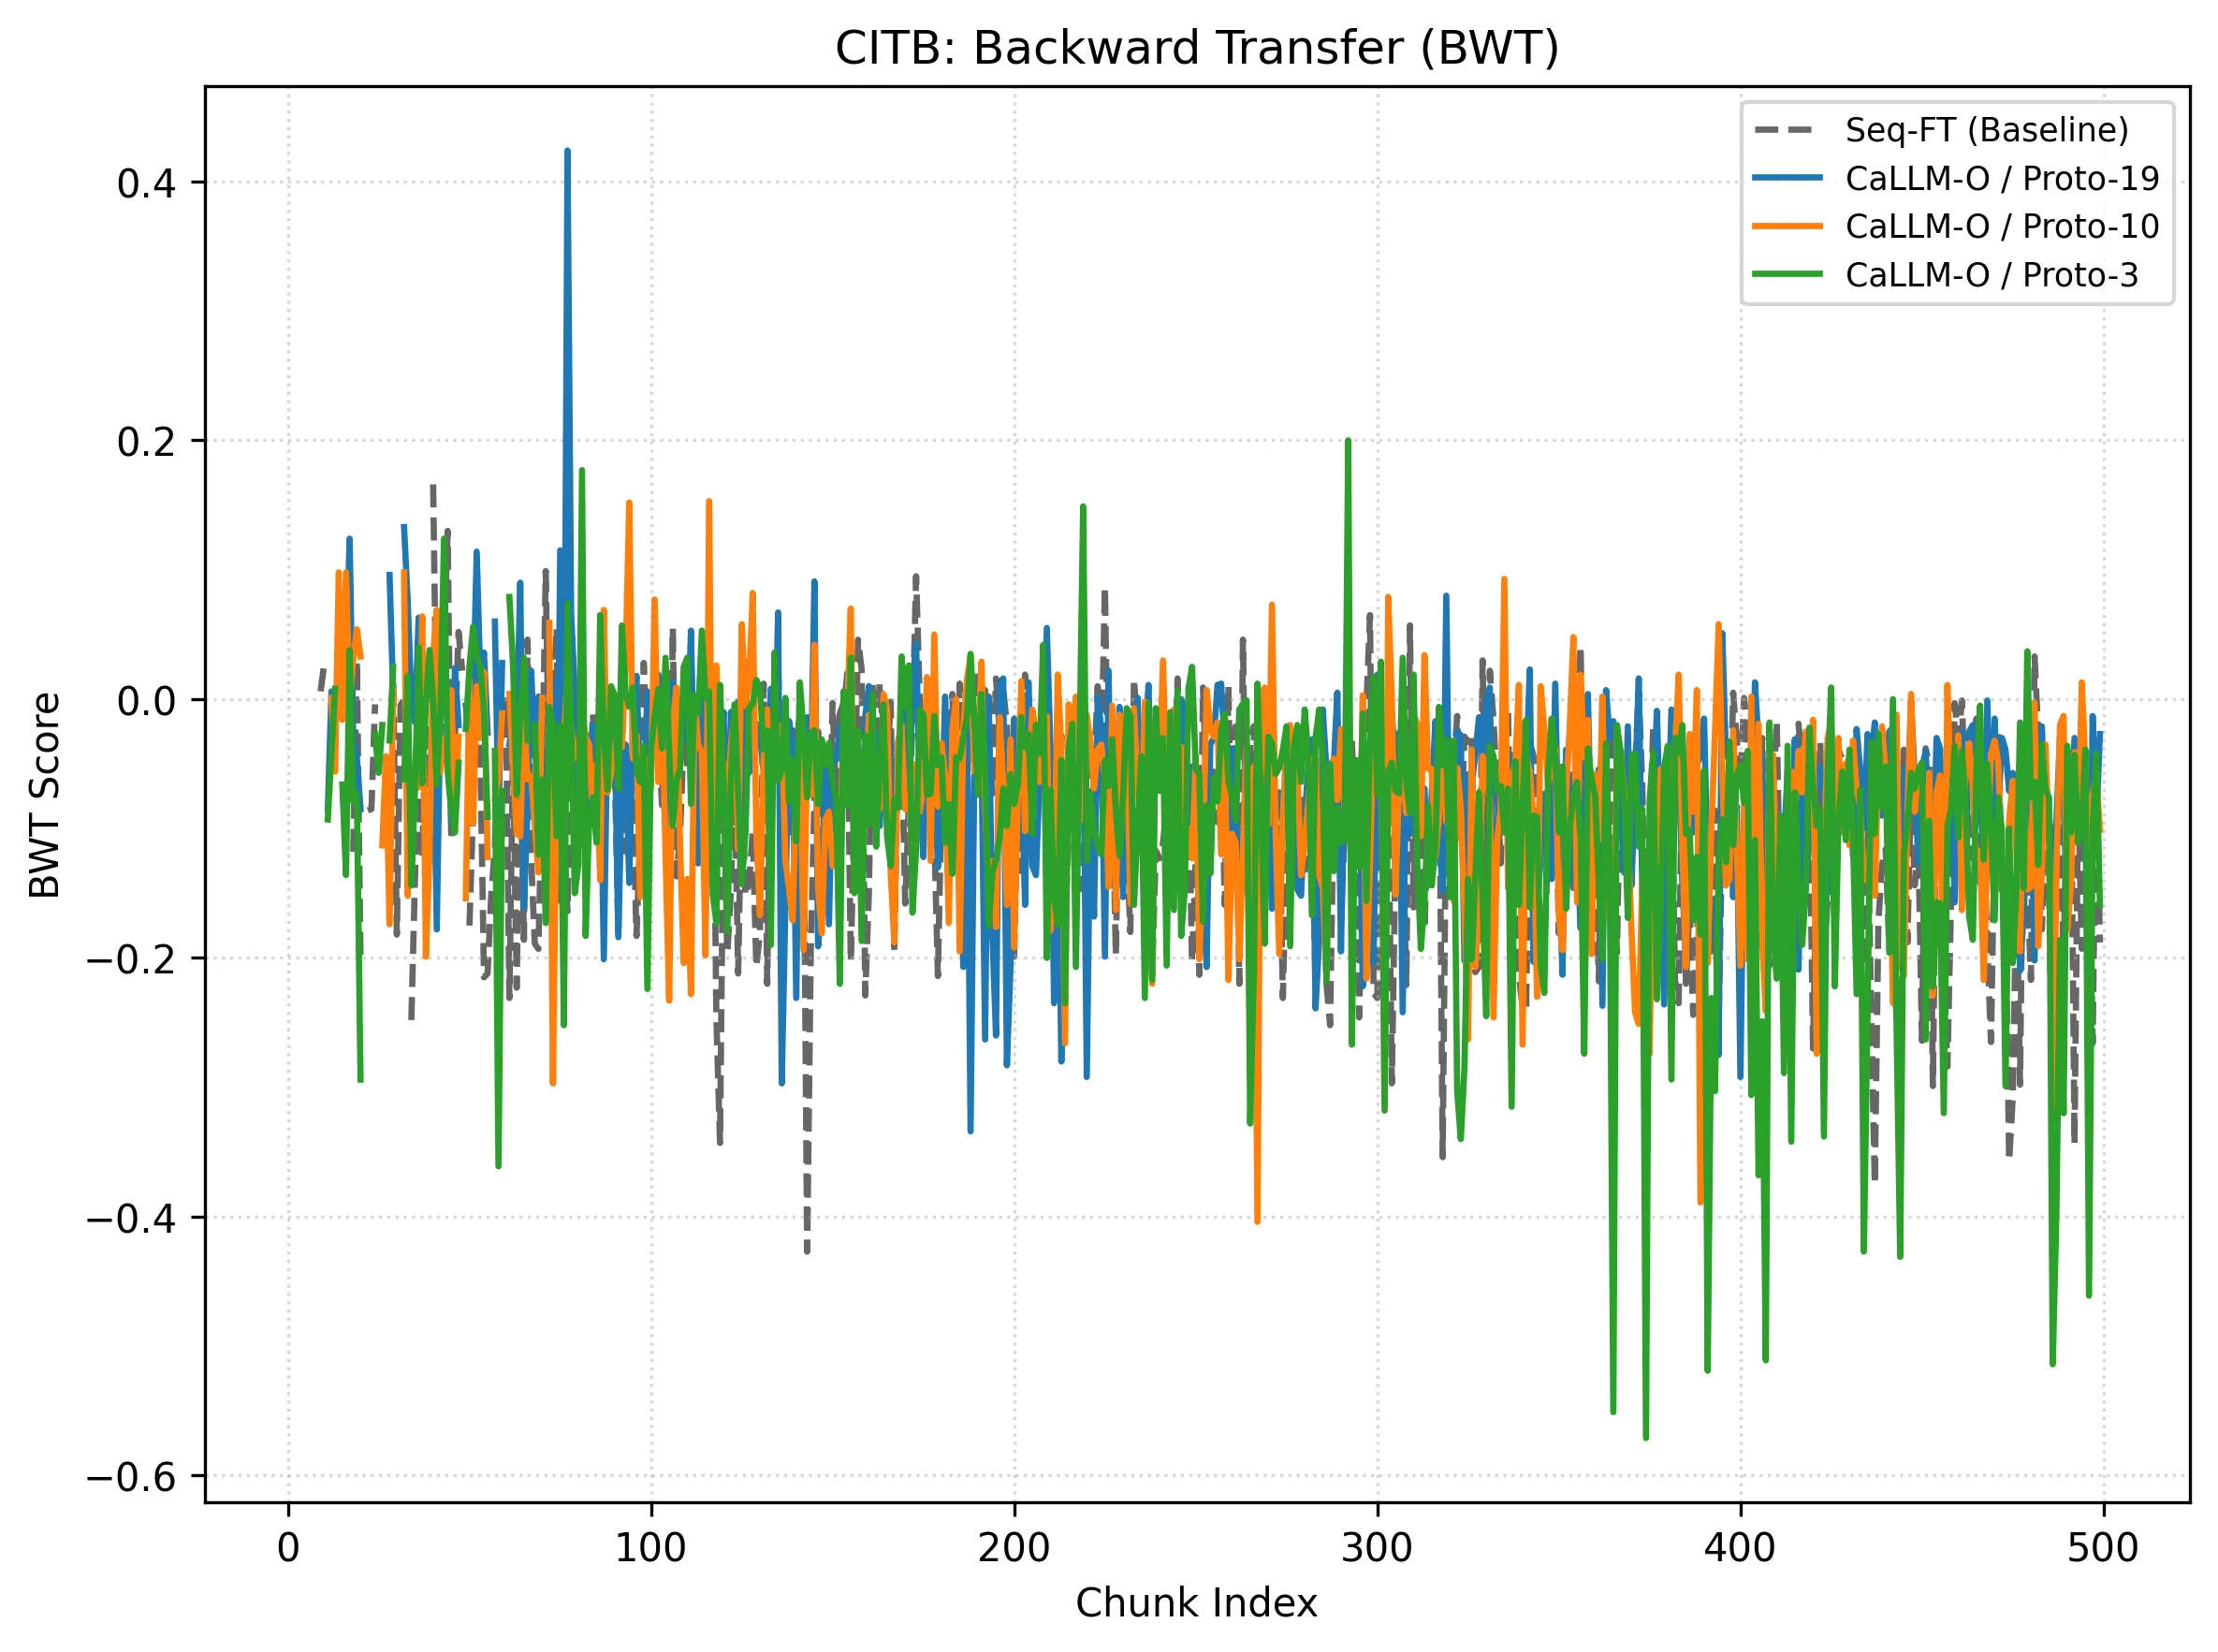 CITB: Backward Transfer (BWT)
Seq-FT (Baseline)
CaLLM-O / Proto-19
CaLLM-O / Proto-10
CaLLM-O / Proto-3
BWT Score
0.4
0.2
0.0
−0.2
−0.4
−0.6
0 100 200 300 400 500
Chunk Index